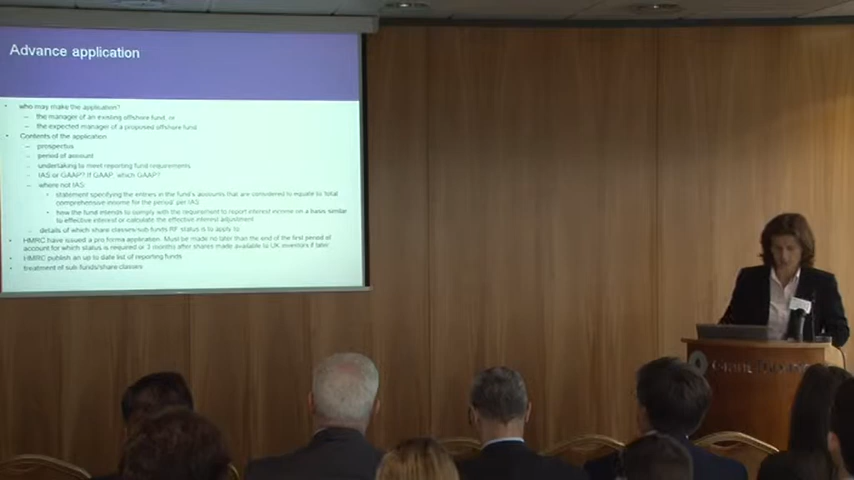 Advance application
• who may make the application?
– the manager of an existing offshore fund, or
– the expected manager of a proposed offshore fund
• Contents of the application
– prospectus
– period of account
– undertaking to meet reporting fund requirements
– IAS or GAAP? If GAAP, which GAAP?
– where not IAS:
• statement specifying the entries in the fund's accounts that are considered to equate to 'total
comprehensive income for the period' per IAS
• how the fund intends to comply with the requirement to report interest income on a basis similar
to effective interest or calculate the effective interest adjustment
– details of which share classes/sub-funds RF status is to apply to
• HMRC have issued a pro forma application. Must be made no later than the end of the first period of
account for which status is required or 3 months after shares made available to UK investors if later
• HMRC publish an up to date list of reporting funds
• treatment of sub-funds/share classes